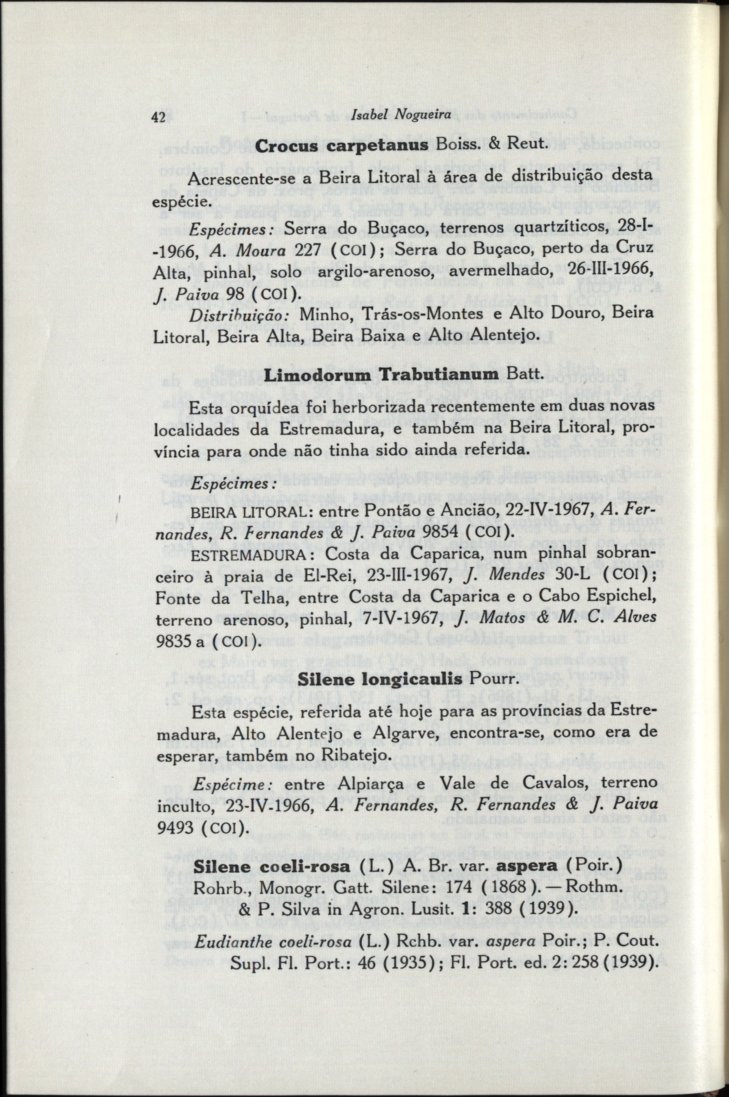 42 Isabel Nogueira
Crocus carpetanus Boiss. & Reut.
Acrescente-se a Beira Litoral à área de distribuição desta
espécie.
Espécimes: Serra do Buçaco, terrenos quartzíticos, 28-I-
-1966, A. Moura 227 (COI); Serra do Buçaco, perto da Cruz
Alta, pinhal, solo argilo-arenoso, avermelhado, 26-III-1966,
J. Paiva 98 (COI).
Distribuição: Minho, Trás-os-Montes e Alto Douro, Beira
Litoral, Beira Alta, Beira Baixa e Alto Alentejo.
Limodorum Trabutianum Batt.
Esta orquídea foi herborizada recentemente em duas novas
localidades da Estremadura, e também na Beira Litoral, pro-
víncia para onde não tinha sido ainda referida.
Espécimes:
BEIRA LITORAL: entre Pontão e Ancião, 22-IV-1967, A. Fer-
nandes, R. Fernandes & J. Paiva 9854 (COI).
ESTREMADURA: Costa da Caparica, num pinhal sobran-
ceiro à praia de El-Rei, 23-III-1967, J. Mendes 30-L (COI);
Fonte da Telha, entre Costa da Caparica e o Cabo Espichel,
terreno arenoso, pinhal, 7-IV-1967, J. Matos & M. C. Alves
9835 a (COI).
Silene longicaulis Pourr.
Esta espécie, referida até hoje para as províncias da Estre-
madura, Alto Alentejo e Algarve, encontra-se, como era de
esperar, também no Ribatejo.
Espécime: entre Alpiarça e Vale de Cavalos, terreno
inculto, 23-IV-1966, A. Fernandes, R. Fernandes & J. Paiva
9493 (COI).
Silene coeli-rosa (L.) A. Br. var. aspera (Poir.)
Rohrb., Monogr. Gatt. Silene: 174 (1868). — Rothm.
& P. Silva in Agron. Lusit. 1: 388 (1939).
Eudianthe coeli-rosa (L.) Rchb. var. aspera Poir.; P. Cout.
Supl. Fl. Port.: 46 (1935); Fl. Port. ed. 2: 258 (1939).